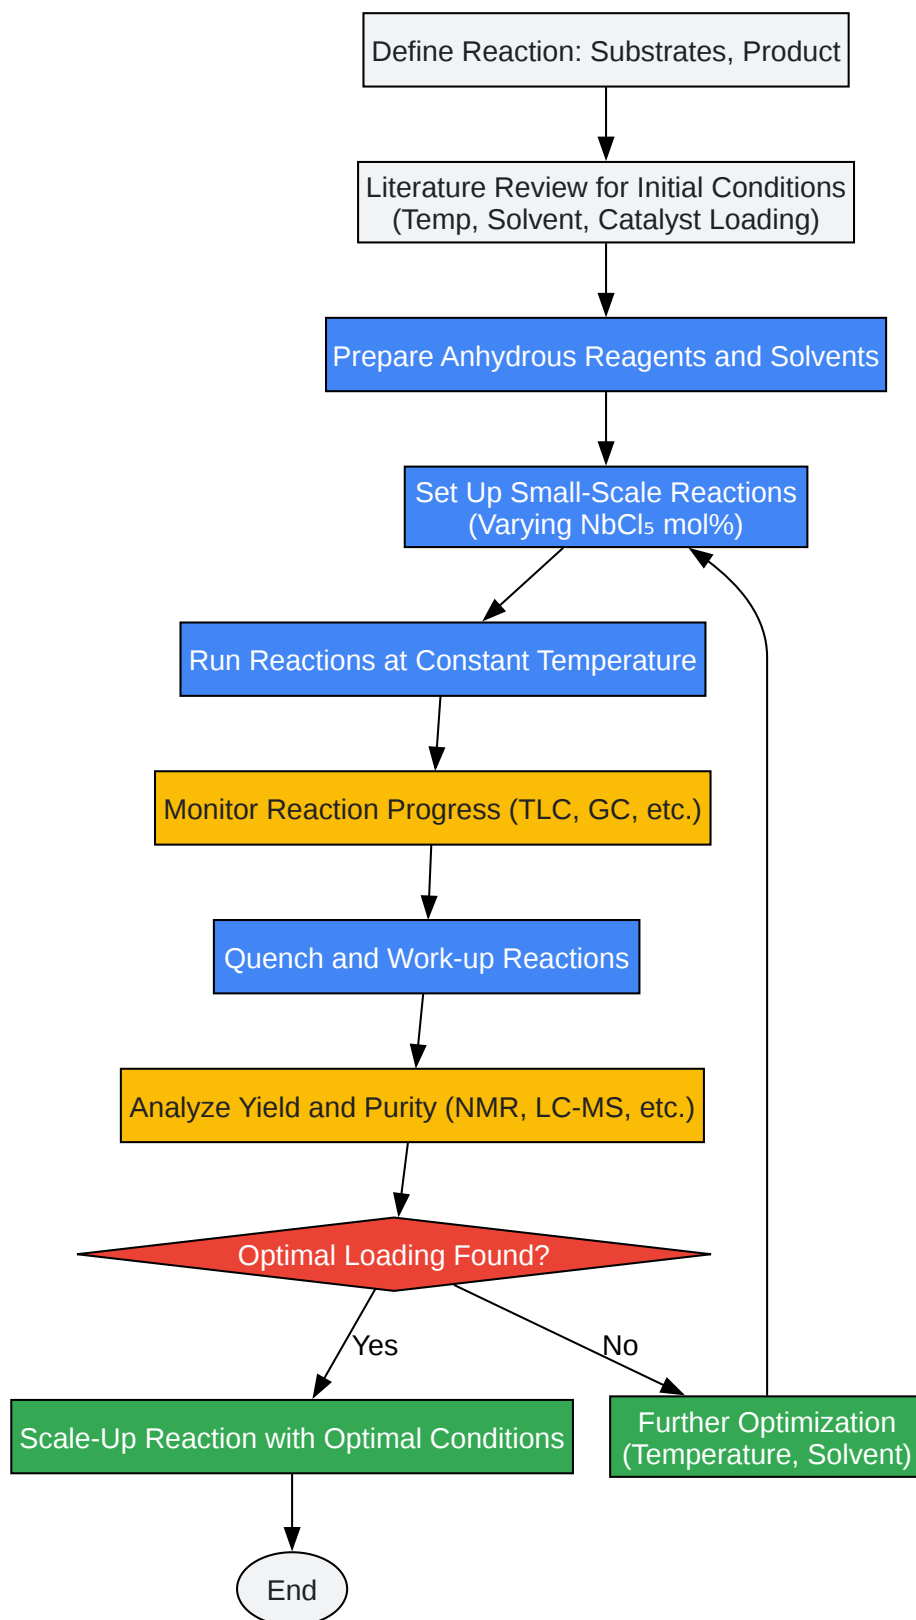 Define Reaction: Substrates, Product
Literature Review for Initial Conditions
(Temp, Solvent, Catalyst Loading)
Prepare Anhydrous Reagents and Solvents
Set Up Small-Scale Reactions
(Varying NbCl₅ mol%)
Run Reactions at Constant Temperature
Monitor Reaction Progress (TLC, GC, etc.)
Quench and Work-up Reactions
Analyze Yield and Purity (NMR, LC-MS, etc.)
Optimal Loading Found?
Yes
No
Scale-Up Reaction with Optimal Conditions
Further Optimization
(Temperature, Solvent)
End